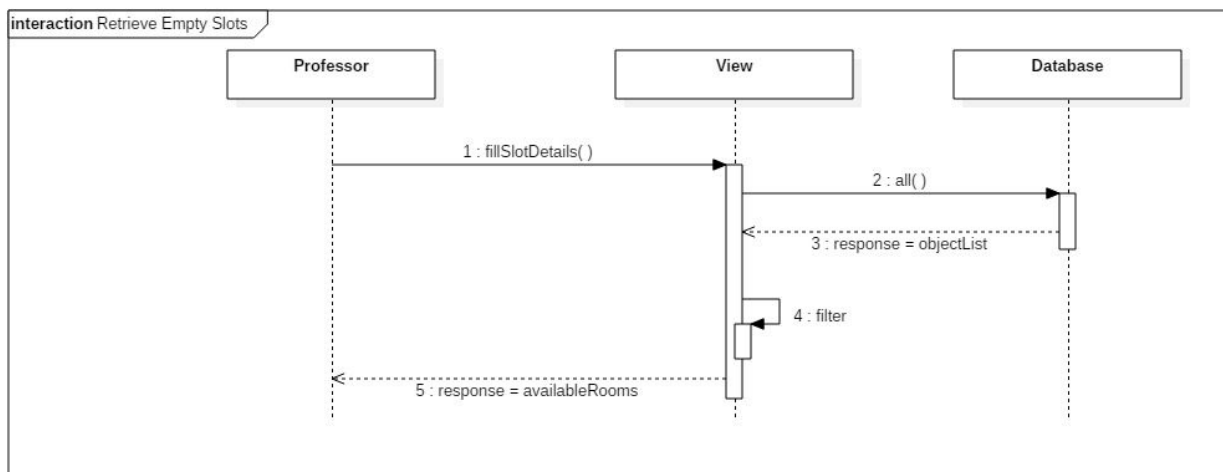 interaction Retrieve Empty Slots
Professor
View
Database
1 : fillSlotDetails( )
2 : all( )
3 : response = objectList
4 : filter
5 : response = availableRooms